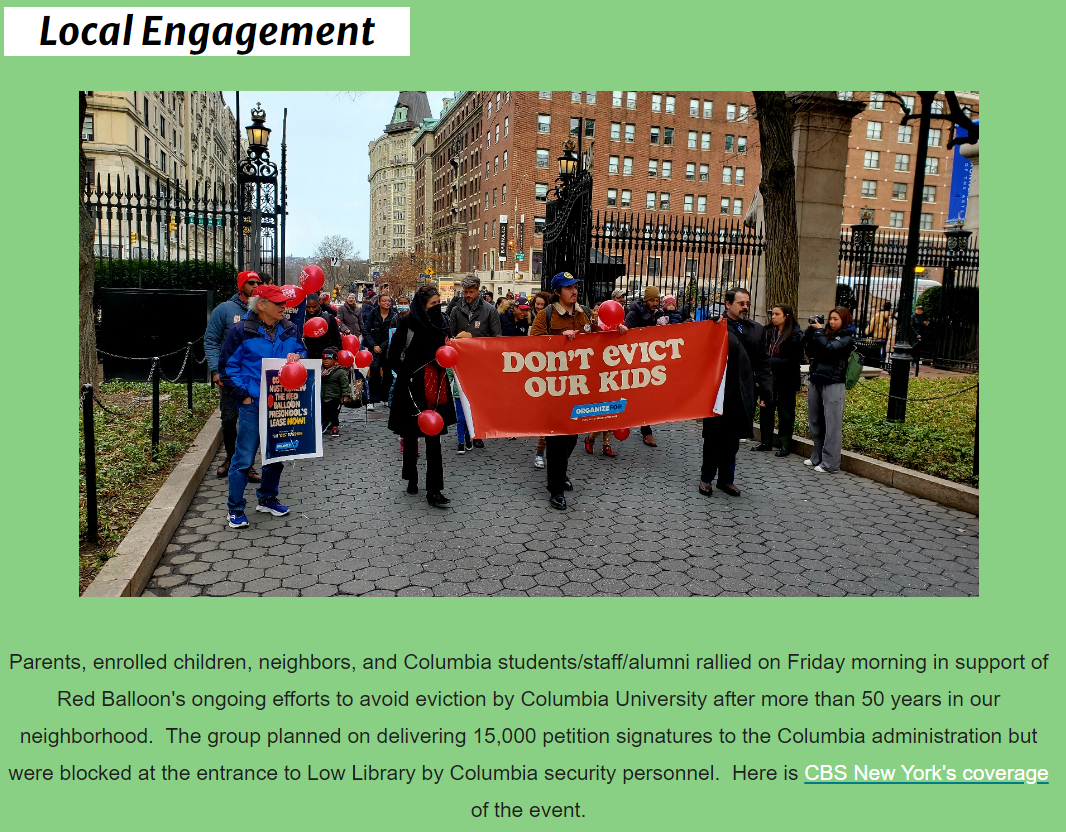 Local Engagement
DON'T eVICT
OUR KIDS
ORGANIZE
THE RED
BALLOON
PRESCHOOL'S
LEASE NOW!
Parents, enrolled children, neighbors, and Columbia students/staff/alumni rallied on Friday morning in support of
Red Balloon's ongoing efforts to avoid eviction by Columbia University after more than 50 years in our
neighborhood.  The group planned on delivering 15,000 petition signatures to the Columbia administration but
were blocked at the entrance to Low Library by Columbia security personnel.  Here is CBS New York's coverage
of the event.